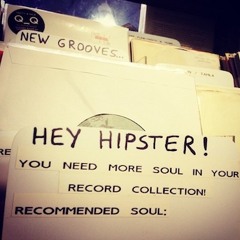 NEW GROOVES...
HEY HIPSTER!
YOU NEED MORE SOUL IN YOUR
RECORD COLLECTION!
RECOMMENDED SOUL: